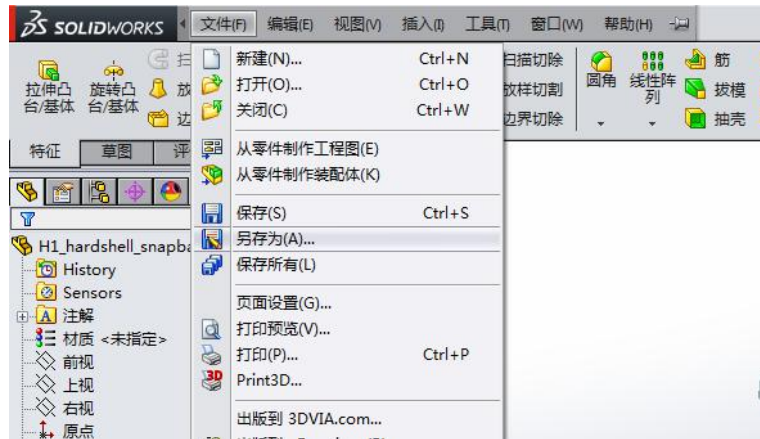 SOLIDWORKS 文件(F) 编辑(E) 视图(V) 插入(I) 工具(T) 窗口(W) 帮助(H)
拉伸凸台/基体
旋转凸台/基体
扫
放
边
扫描切除
放样切割
边界切除
圆角
线性阵列
筋
拔模
抽壳
特征 草图 评
新建(N)... Ctrl+N
打开(O)... Ctrl+O
关闭(C) Ctrl+W
从零件制作工程图(E)
从零件制作装配体(K)
保存(S) Ctrl+S
另存为(A)...
保存所有(L)
页面设置(G)...
打印预览(V)...
打印(P)... Ctrl+P
Print3D...
出版到 3DVIA.com...
H1_hardshell_snapba
History
Sensors
注解
材质 <未指定>
前视
上视
右视
原点